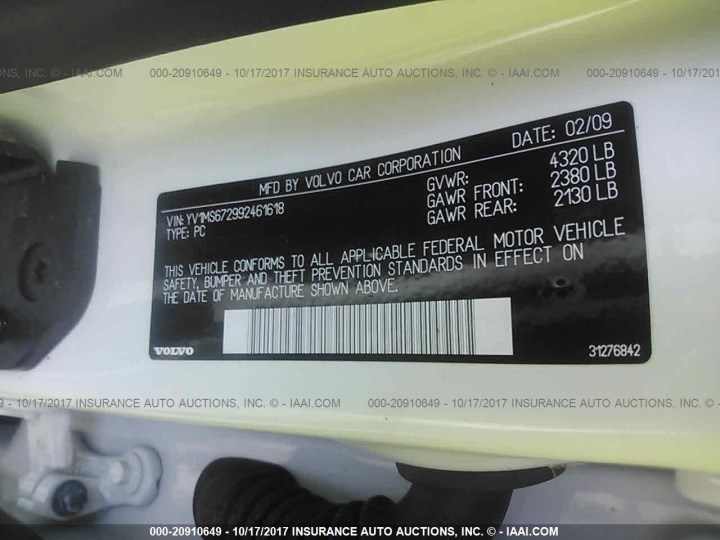 NS, INC. © - IAAI.COM 000-20910649 - 10/17/2017 INSURANCE AUTO AUCTIONS, INC. © - IAAI.COM 000-20910649 - 10/17/2017
MFD BY VOLVO CAR CORPORATION DATE: 02/09
VIN: YV1MS672992461618 GVWR: 4320 LB
TYPE: PC GAWR FRONT: 2380 LB
GAWR REAR: 2130 LB
THIS VEHICLE CONFORMS TO ALL APPLICABLE FEDERAL MOTOR VEHICLE
SAFETY, BUMPER AND THEFT PREVENTION STANDARDS IN EFFECT ON
THE DATE OF MANUFACTURE SHOWN ABOVE.
VOLVO 31276842
- 10/17/2017 INSURANCE AUTO AUCTIONS, INC. © - IAAI.COM 000-20910649 - 10/17/2017 INSURANCE AUTO AUCTIONS, INC. ©
000-20910649 - 10/17/2017 INSURANCE AUTO AUCTIONS, INC. © - IAAI.COM